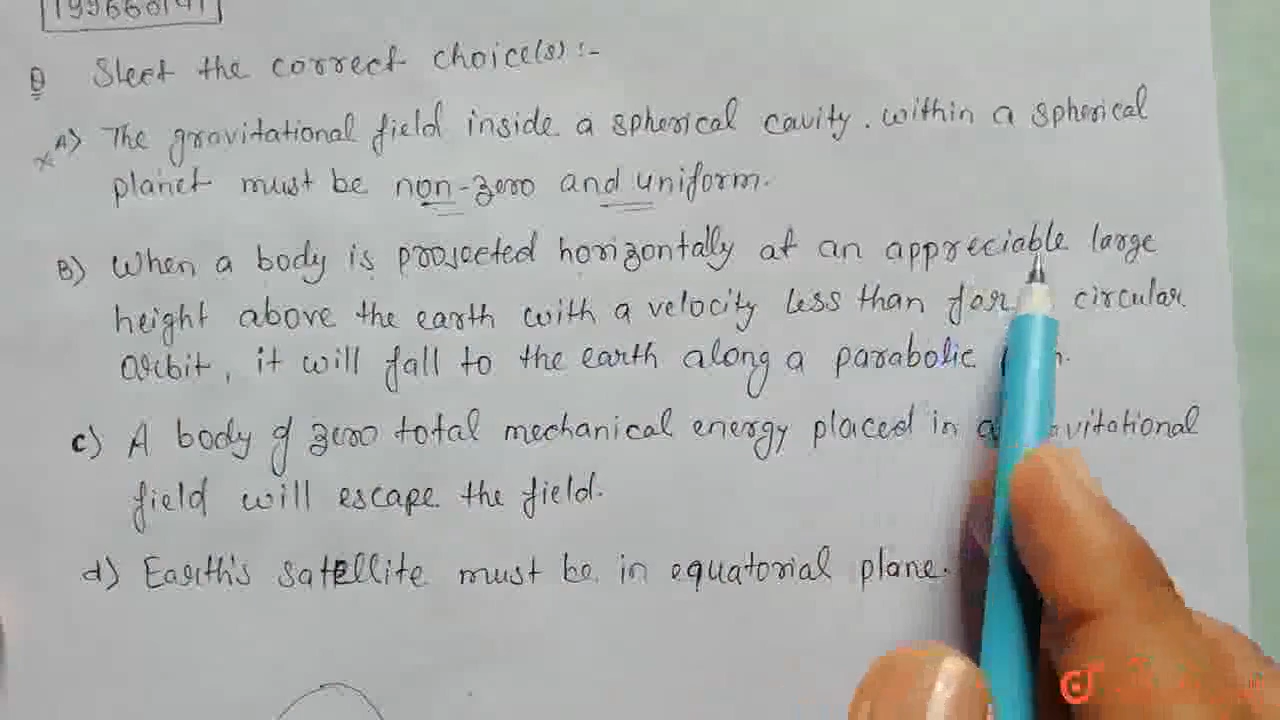 Q Sleet the correct choice(s) :-
A) The gravitational field inside a spherical cavity. within a spherical
planet must be non-zero and uniform.
B) When a body is projected horizontally at an appreciable large
height above the earth with a velocity less than for circular
orbit, it will fall to the earth along a parabolic
c) A body of zero total mechanical energy placed in a
field will escape the field.
d) Earth's satellite must be in equatorial plane.